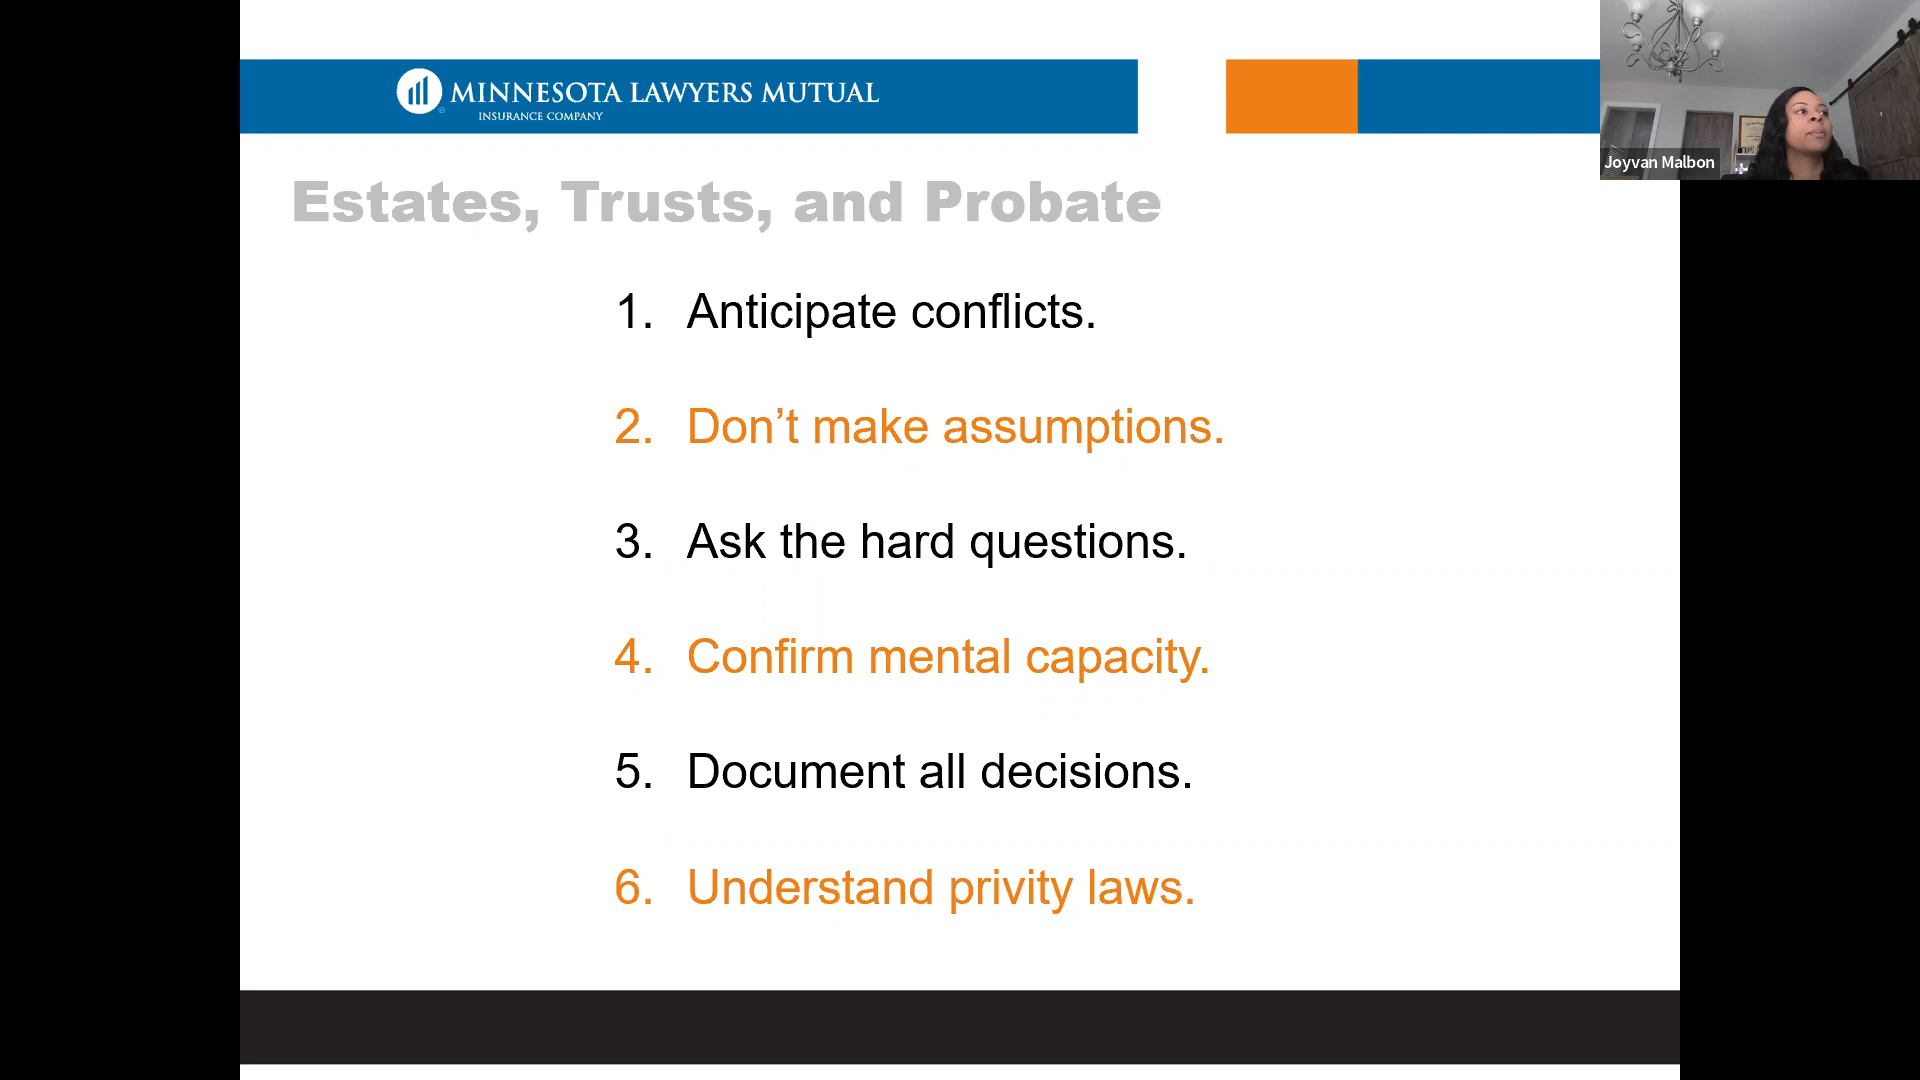 MINNESOTA LAWYERS MUTUAL
INSURANCE COMPANY
Joyvan Malbon
Estates, Trusts, and Probate
1. Anticipate conflicts.
2. Don’t make assumptions.
3. Ask the hard questions.
4. Confirm mental capacity.
5. Document all decisions.
6. Understand privity laws.